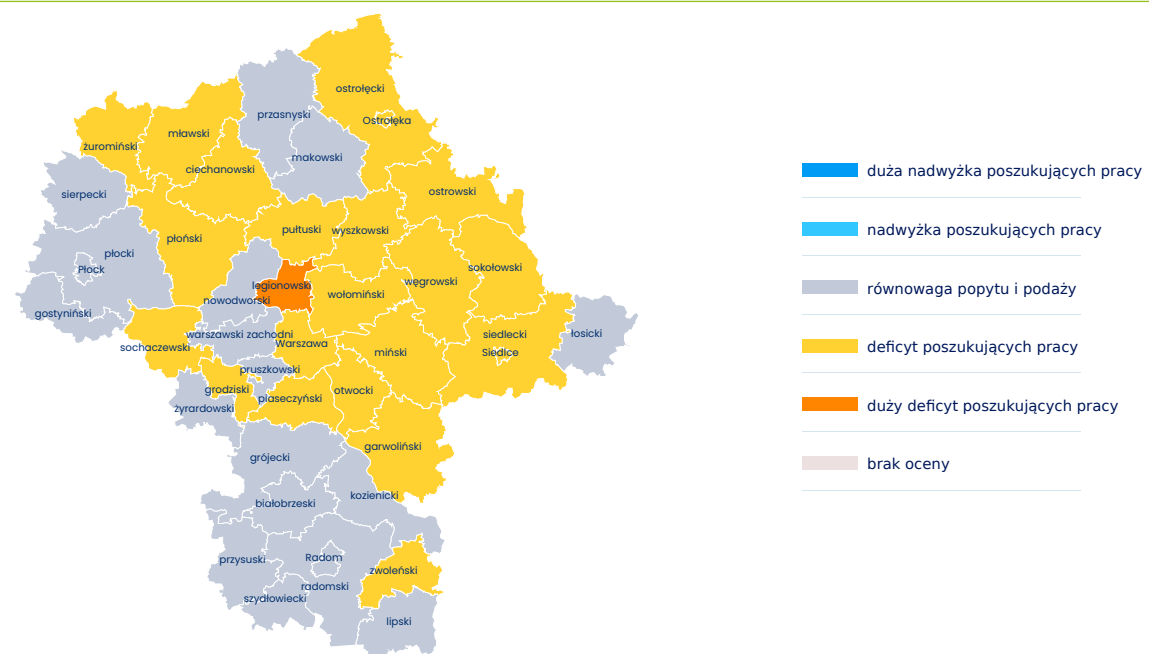 ostrołęcki
przasnyski
Ostrołęka
mławski
żuromiński
makowski
ciechanowski
sierpecki
ostrowski
pułtuski
wyszkowski
płoński
płocki
Płock
sokołowski
węgrowski
legionowski
wołomiński
nowodworski
gostyniński
warszawski zachodni
siedlecki
łosicki
Warszawa
sochaczewski
miński
Siedlce
pruszkowski
grodziski
otwocki
piaseczyński
żyrardowski
garwoliński
grójecki
kozienicki
białobrzeski
Radom
przysuski
zwoleński
radomski
szydłowiecki
lipski
duża nadwyżka poszukujących pracy
nadwyżka poszukujących pracy
równowaga popytu i podaży
deficyt poszukujących pracy
duży deficyt poszukujących pracy
brak oceny